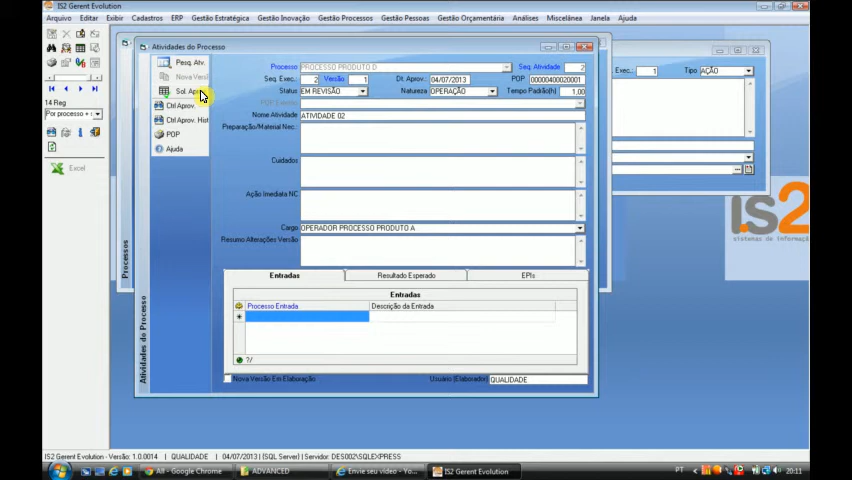 IS2 Gerent Evolution
Arquivo Editar Exibir Cadastros ERP Gestão Estratégica Gestão Inovação Gestão Processos Gestão Pessoas Gestão Orçamentária Análises Miscelânea Janela Ajuda
Atividades do Processo
Pesq. Atv.
Nova Versã
Sol. Apr
Ctrl Aprov.
Ctrl Aprov. Hist
POP
Ajuda
14 Reg
Por processo + s
Excel
Processos
Atividades do Processo
Processo PROCESSO PRODUTO D Seq. Atividade 2
Seq. Exec.: 2 Versão 1 Dt. Aprov.: 04/07/2013 POP 00000400020001
Status EM REVISÃO Natureza OPERAÇÃO Tempo Padrão(h) 1,00
POP Externo
Nome Atividade ATIVIDADE 02
Preparação/Material Nec.:
Cuidados
Ação Imediata NC
Cargo OPERADOR PROCESSO PRODUTO A
Resumo Alterações Versão
Entradas Resultado Esperado EPIs
Entradas
Processo Entrada Descrição da Entrada
?/
Nova Versão Em Elaboração Usuário (Elaborador) QUALIDADE
Exec.: 1 Tipo AÇÃO
IS2
sistemas de informaçã
IS2 Gerent Evolution - Versão: 1.0.0014 QUALIDADE 04/07/2013 (SQL Server) | Servidor: DES002\SQLEXPRESS
All - Google Chrome ADVANCED Envie seu vídeo - Yo... IS2 Gerent Evolution PT 20:11